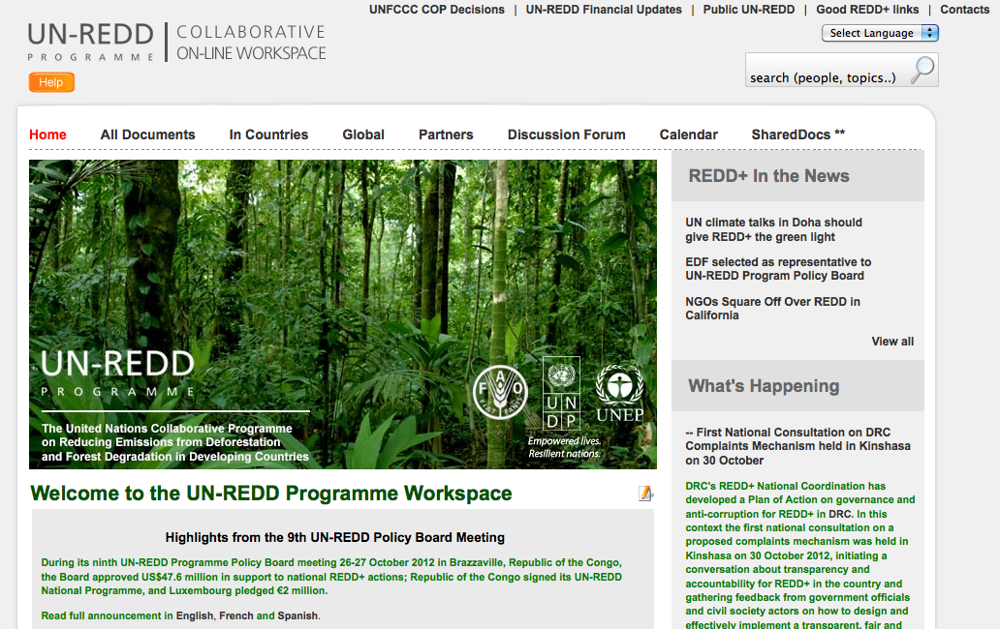 UNFCCC COP Decisions | UN-REDD Financial Updates | Public UN-REDD | Good REDD+ links | Contacts
UN-REDD
PROGRAMME
COLLABORATIVE
ON-LINE WORKSPACE
Select Language
Help
search (people, topics..)
Home All Documents In Countries Global Partners Discussion Forum Calendar SharedDocs **
UN-REDD
PROGRAMME
The United Nations Collaborative Programme
on Reducing Emissions from Deforestation
and Forest Degradation in Developing Countries
FAO
FIAT PANIS
UN
DP
Empowered lives.
Resilient nations.
UNEP
Welcome to the UN-REDD Programme Workspace
Highlights from the 9th UN-REDD Policy Board Meeting
During its ninth UN-REDD Programme Policy Board meeting 26-27 October 2012 in Brazzaville, Republic of the Congo,
the Board approved US$47.6 million in support to national REDD+ actions; Republic of the Congo signed its UN-REDD
National Programme, and Luxembourg pledged €2 million.
Read full announcement in English, French and Spanish.
REDD+ In the News
UN climate talks in Doha should
give REDD+ the green light
EDF selected as representative to
UN-REDD Program Policy Board
NGOs Square Off Over REDD in
California
View all
What's Happening
-- First National Consultation on DRC
Complaints Mechanism held in Kinshasa
on 30 October
DRC's REDD+ National Coordination has
developed a Plan of Action on governance and
anti-corruption for REDD+ in DRC. In this
context the first national consultation on a
proposed complaints mechanism was held in
Kinshasa on 30 October 2012, initiating a
conversation about transparency and
accountability for REDD+ in the country and
gathering feedback from government officials
and civil society actors on how to design and
effectively implement a transparent, fair and